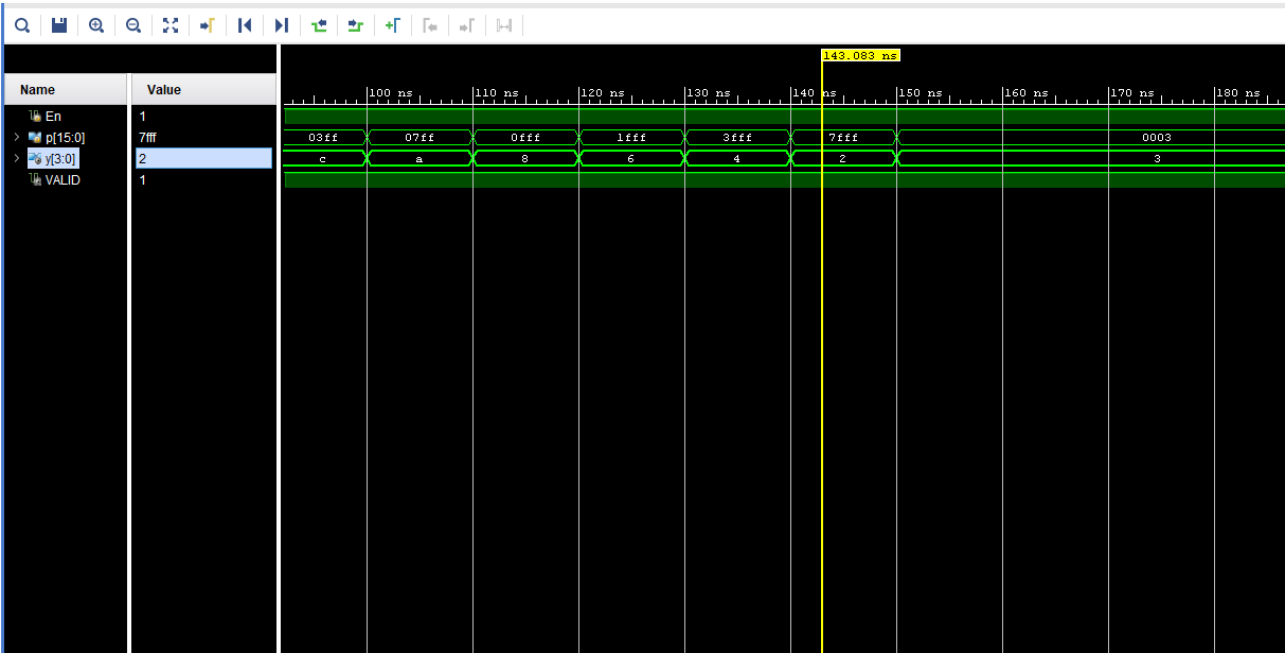 143.083 ns
Name Value
100 ns 110 ns 120 ns 130 ns 140 ns 150 ns 160 ns 170 ns 180 ns
En 1
p[15:0] 7fff 03ff 07ff 0fff 1fff 3fff 7fff 0003
y[3:0] 2 c a 8 6 4 2 3
VALID 1